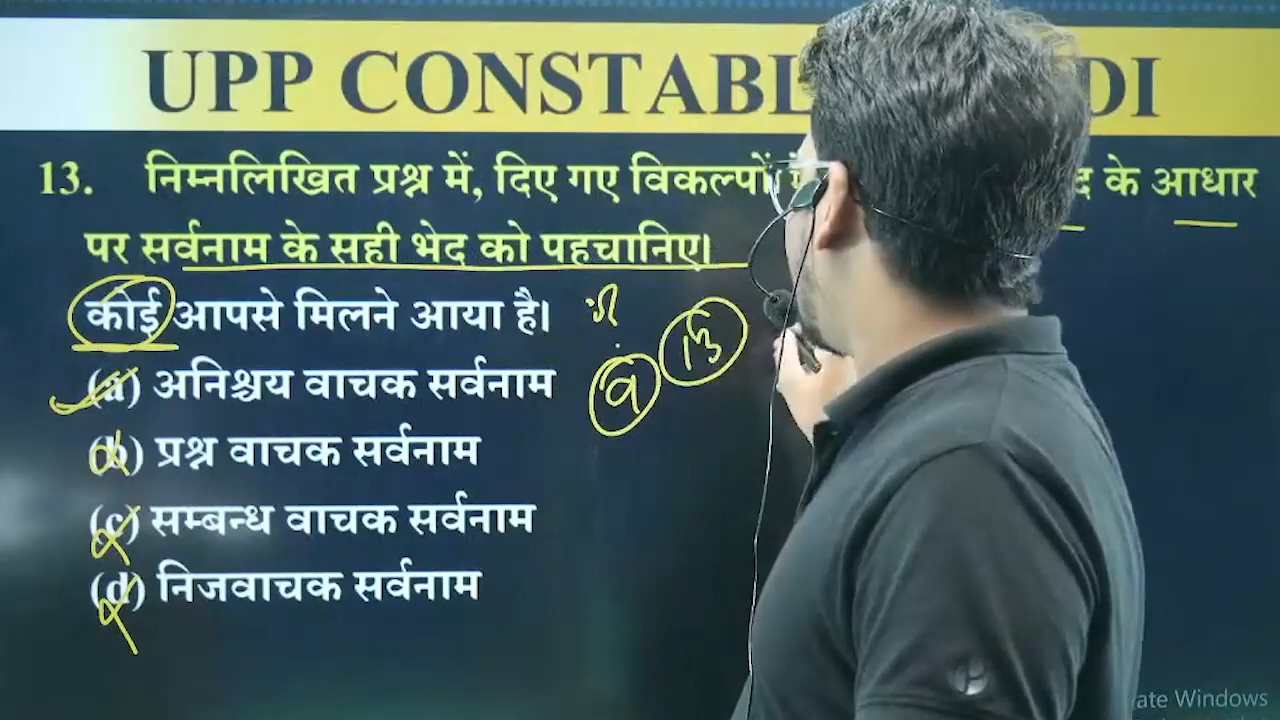 UPP CONSTABL DI
13. निम्नलिखित प्रश्न में, दिए गए विकल्पों के आधार
पर सर्वनाम के सही भेद को पहचानिए।
कोई आपसे मिलने आया है।
(a) अनिश्चय वाचक सर्वनाम
(b) प्रश्न वाचक सर्वनाम
(c) सम्बन्ध वाचक सर्वनाम
(d) निजवाचक सर्वनाम
ate Windows